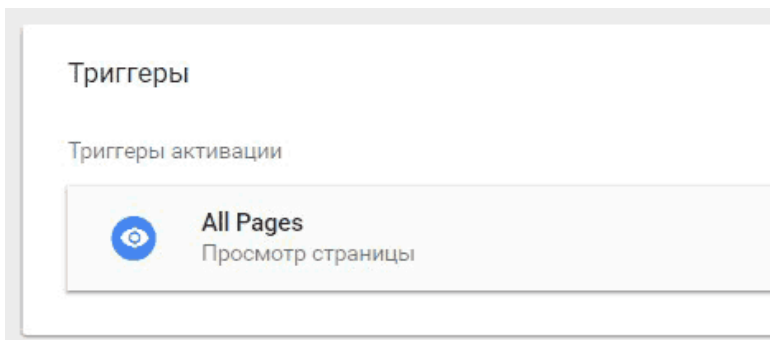 Триггеры
Триггеры активации
All Pages
Просмотр страницы